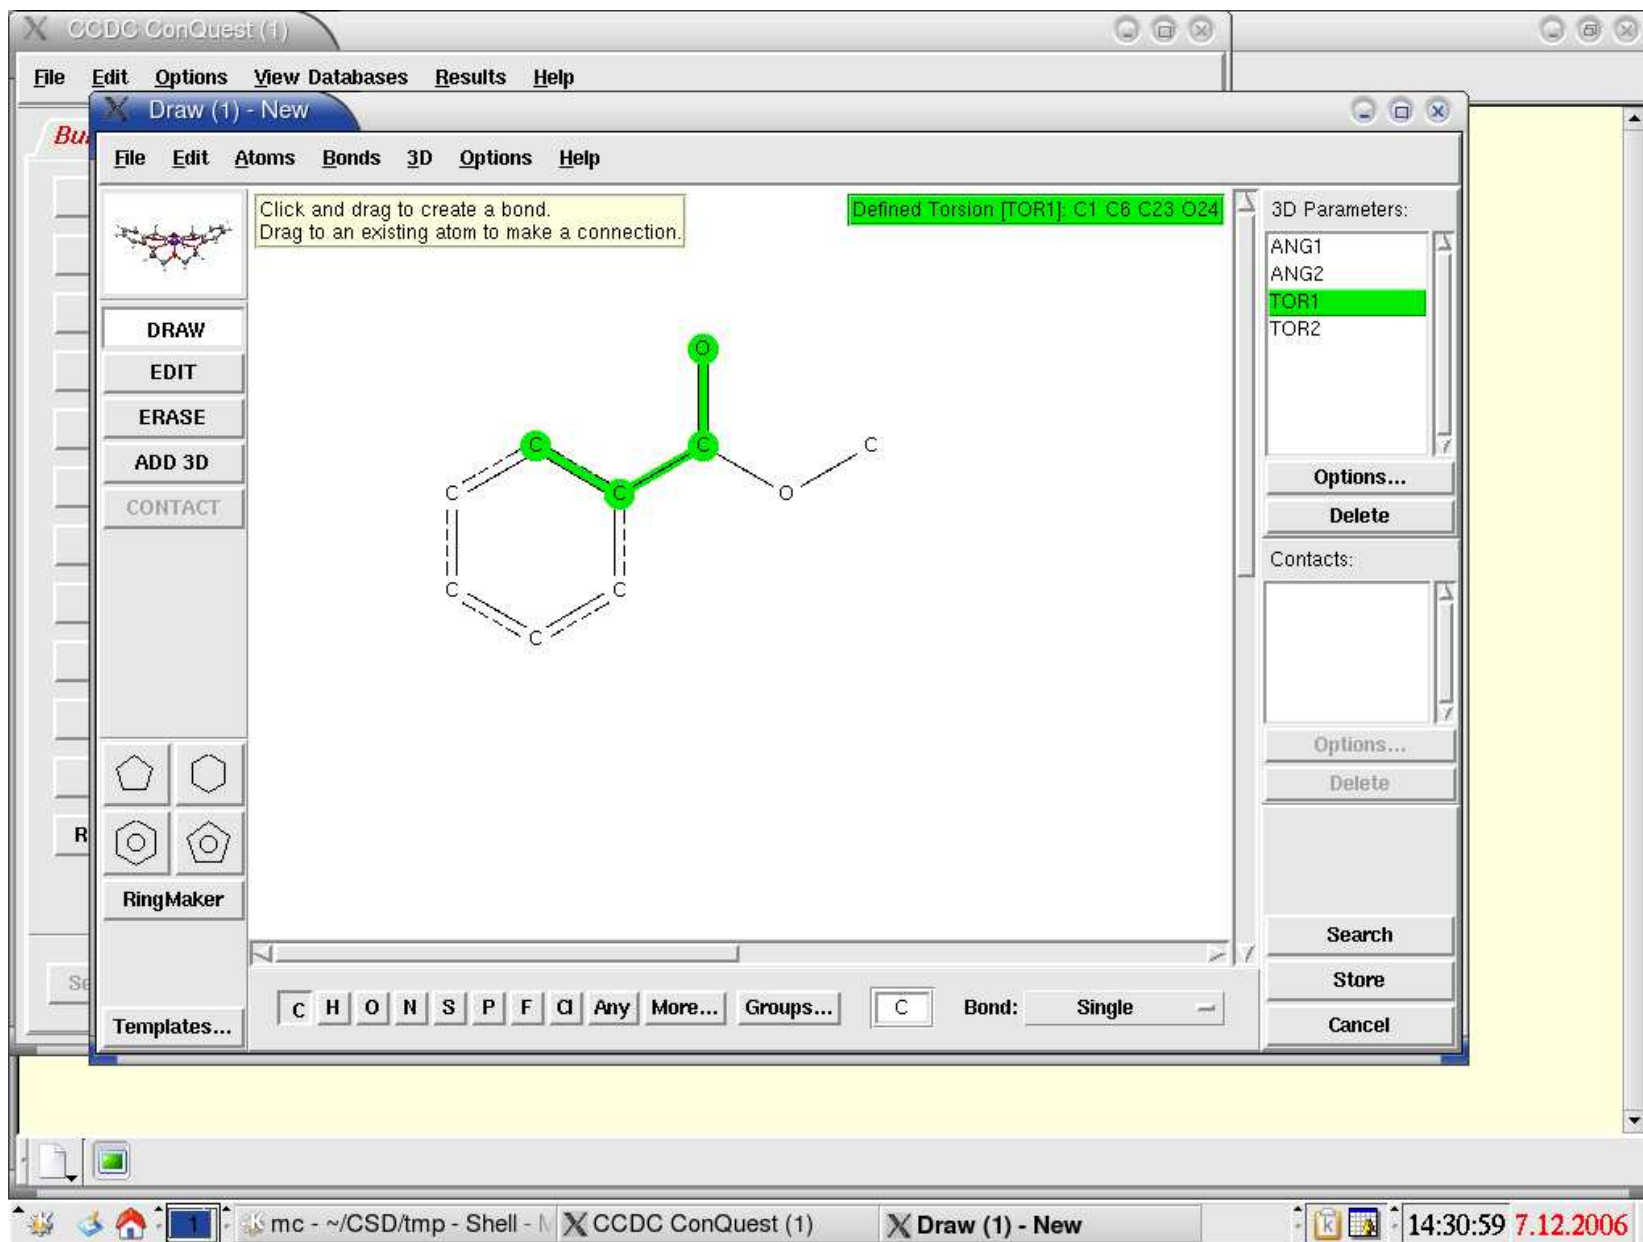 CCDC ConQuest (1)
File Edit Options View Databases Results Help
Draw (1) - New
File Edit Atoms Bonds 3D Options Help
Click and drag to create a bond.
Drag to an existing atom to make a connection.
Defined Torsion [TOR1]: C1 C6 C23 O24
3D Parameters:
ANG1
ANG2
TOR1
TOR2
DRAW
EDIT
ERASE
ADD 3D
CONTACT
O
C C C
C C O
C C
C
Options...
Delete
Contacts:
Options...
Delete
RingMaker
Templates...
C H O N S P F Cl Any More... Groups... C Bond: Single
Search
Store
Cancel
1 mc - ~/CSD/tmp - Shell - CCDC ConQuest (1) Draw (1) - New 14:30:59 7.12.2006